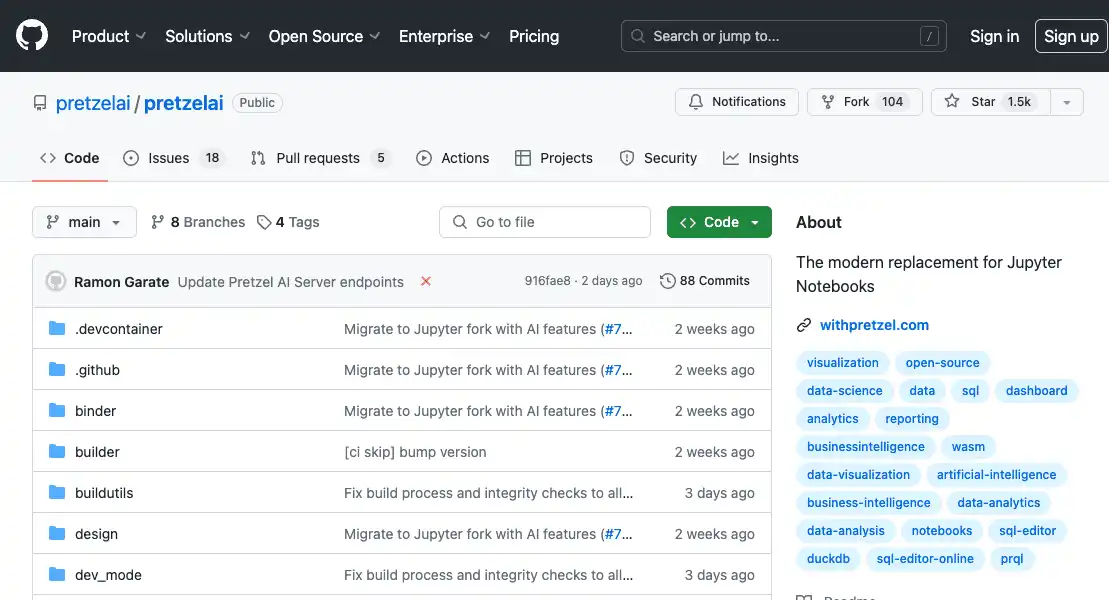 Product Solutions Open Source Enterprise Pricing Search or jump to... / Sign in Sign up
pretzelai / pretzelai Public Notifications Fork 104 Star 1.5k
Code Issues 18 Pull requests 5 Actions Projects Security Insights
main 8 Branches 4 Tags Go to file Code
Ramon Garate Update Pretzel AI Server endpoints 916fae8 · 2 days ago 88 Commits
.devcontainer Migrate to Jupyter fork with AI features (#7... 2 weeks ago
.github Migrate to Jupyter fork with AI features (#7... 2 weeks ago
binder Migrate to Jupyter fork with AI features (#7... 2 weeks ago
builder [ci skip] bump version 2 weeks ago
buildutils Fix build process and integrity checks to all... 3 days ago
design Migrate to Jupyter fork with AI features (#7... 2 weeks ago
dev_mode Fix build process and integrity checks to all... 3 days ago
About
The modern replacement for Jupyter
Notebooks
withpretzel.com
visualization open-source
data-science data sql dashboard
analytics reporting
businessintelligence wasm
data-visualization artificial-intelligence
business-intelligence data-analytics
data-analysis notebooks sql-editor
duckdb sql-editor-online prql
Readme